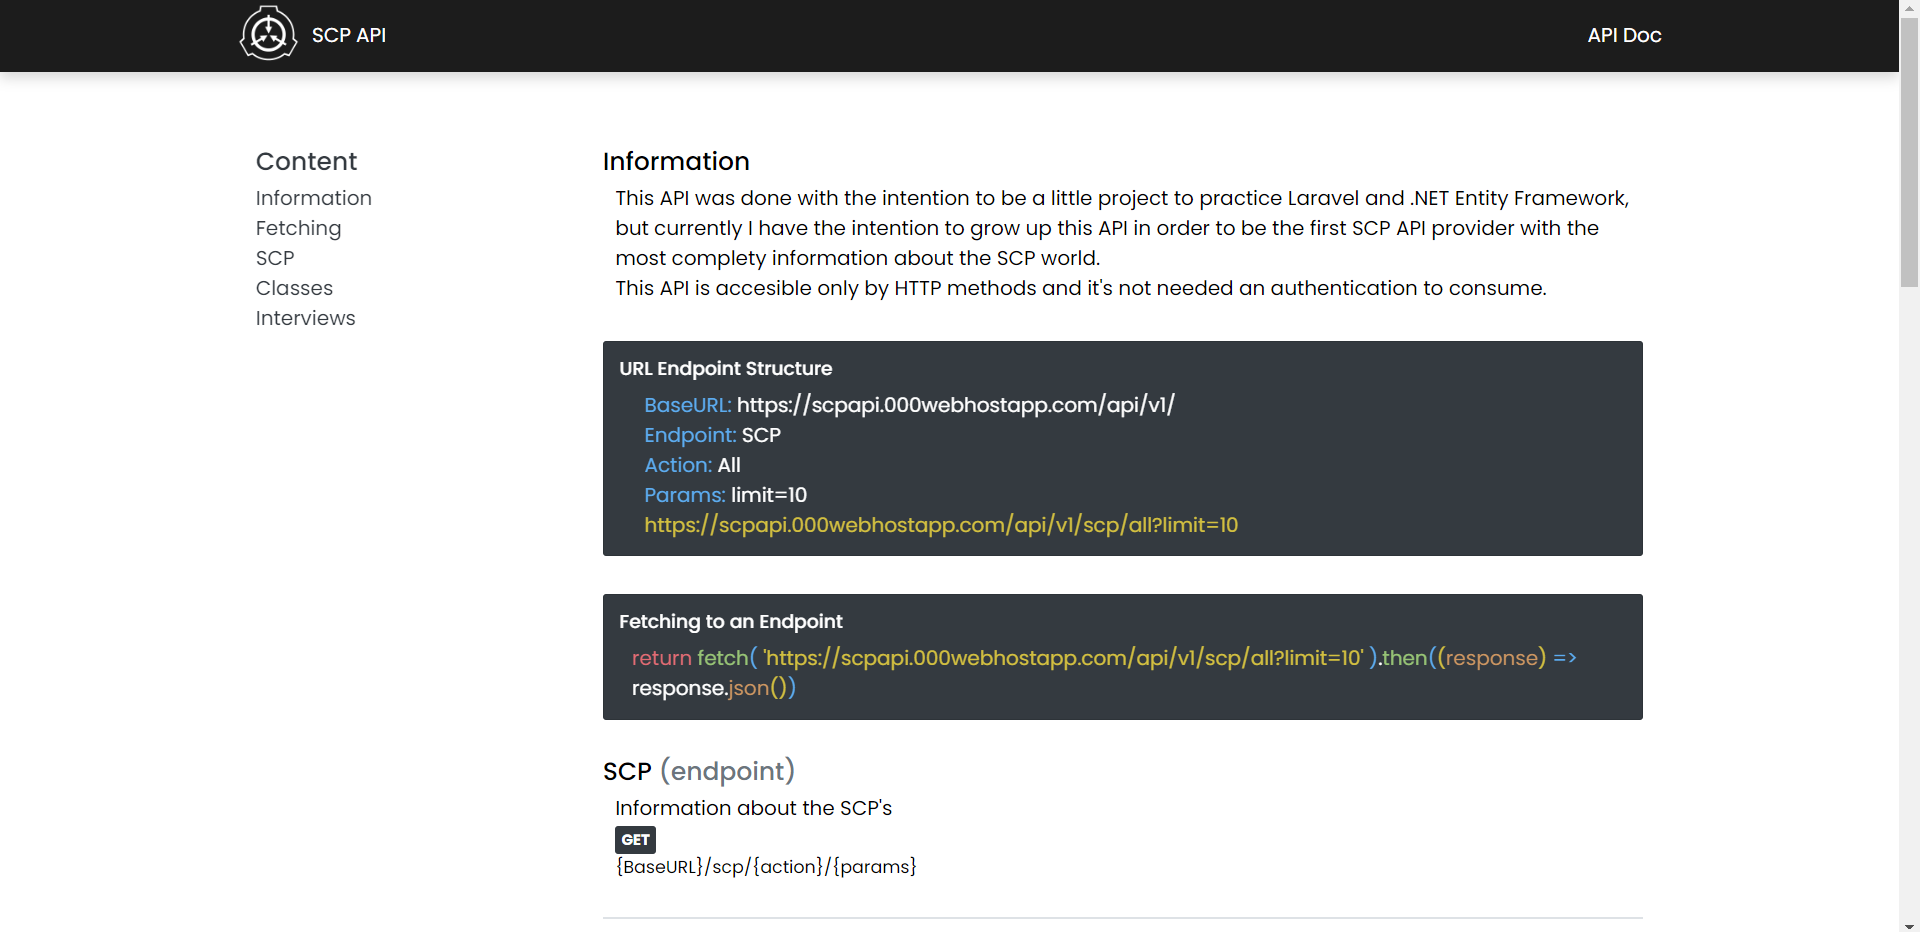 SCP API
API Doc
Content
Information
Fetching
SCP
Classes
Interviews
Information
This API was done with the intention to be a little project to practice Laravel and .NET Entity Framework,
but currently I have the intention to grow up this API in order to be the first SCP API provider with the
most complety information about the SCP world.
This API is accesible only by HTTP methods and it's not needed an authentication to consume.
URL Endpoint Structure
BaseURL: https://scpapi.000webhostapp.com/api/v1/
Endpoint: SCP
Action: All
Params: limit=10
https://scpapi.000webhostapp.com/api/v1/scp/all?limit=10
Fetching to an Endpoint
return fetch( 'https://scpapi.000webhostapp.com/api/v1/scp/all?limit=10' ).then((response) =>
response.json())
SCP (endpoint)
Information about the SCP's
GET
{BaseURL}/scp/{action}/{params}